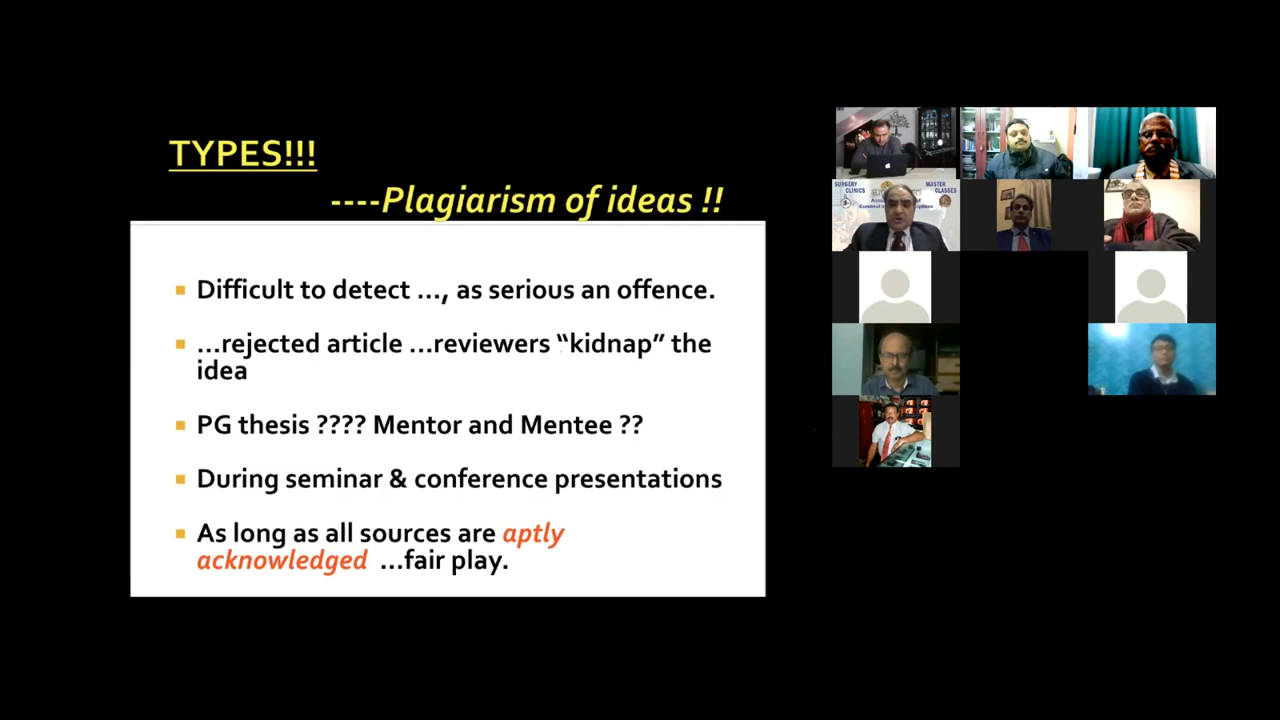 TYPES!!!
----Plagiarism of ideas !!
Difficult to detect …, as serious an offence.
…rejected article …reviewers “kidnap” the
idea
PG thesis ???? Mentor and Mentee ??
During seminar & conference presentations
As long as all sources are aptly
acknowledged …fair play.
SURGERY
CLINICS
MASTER
CLASSES